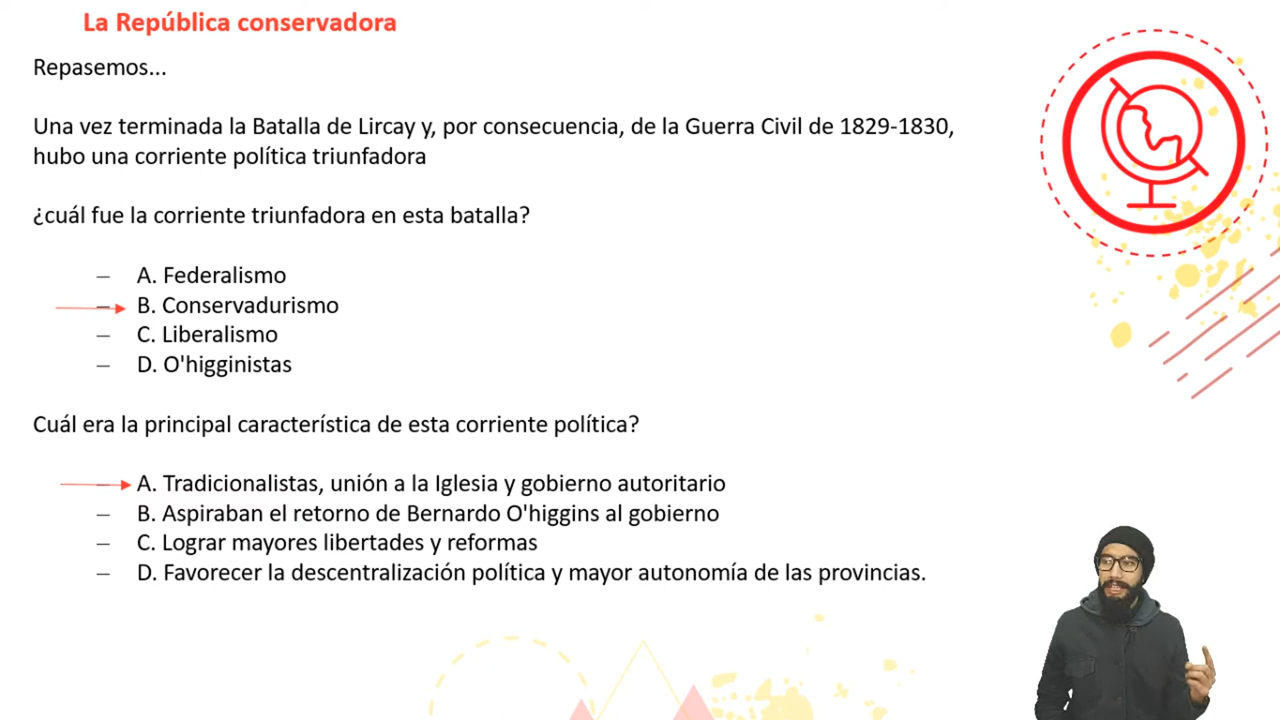 La República conservadora
Repasemos...
Una vez terminada la Batalla de Lircay y, por consecuencia, de la Guerra Civil de 1829-1830,
hubo una corriente política triunfadora
¿cuál fue la corriente triunfadora en esta batalla?
– A. Federalismo
– B. Conservadurismo
– C. Liberalismo
– D. O'higginistas
Cuál era la principal característica de esta corriente política?
– A. Tradicionalistas, unión a la Iglesia y gobierno autoritario
– B. Aspiraban el retorno de Bernardo O'higgins al gobierno
– C. Lograr mayores libertades y reformas
– D. Favorecer la descentralización política y mayor autonomía de las provincias.